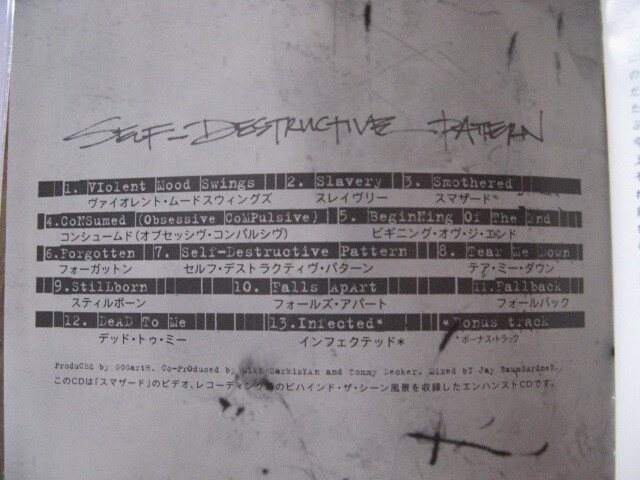 SELF-DESTRUCTIVE PATTERN
1. VIolent Mood Swings 2. Slavery 3. Smothered
ヴァイオレント・ムードスウィングズ スレイヴリー スマザード
4.CoNSumed (Obsessive CoMPulsive) 5. BeginNing Of The End
コンシュームド(オブセッシヴ・コンパルシヴ) ビギニング・オヴ・ジ・エンド
6.Forgotten 7. Self-Destructive Pattern 8. Tear Me Down
フォーガットン セルフ・デストラクティヴ・パターン テア・ミー・ダウン
9.StilLborn 10. Falls ApArt 11.Fallback
スティルボーン フォールズ・アパート フォールバック
12. DeAD To Me 13.Infected* *Bonus track
デッド・トゥ・ミー インフェクテッド* *ボーナス・トラック
ProduCed by GGGartH. Co-PrOduced by Miki SarkisYAn and Tommy Decker. Mixed bY Jay BaumGArdneR.
このCDは「スマザード」のビデオ、レコーディング のビハインド・ザ・シーン風景を収録したエンハンストCDです。